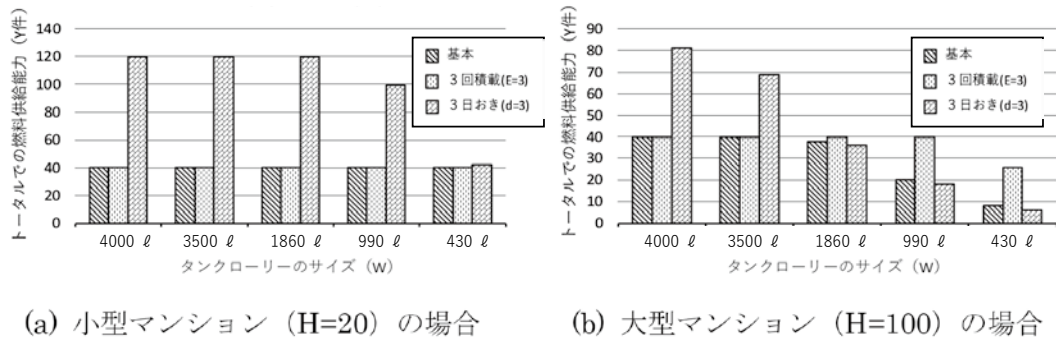 トータルでの燃料供給能力（Y件）
140
120
100
80
60
40
20
0
基本
３回積載(E=3)
３日おき(d=3)
4000 ℓ 3500 ℓ 1860 ℓ 990 ℓ 430 ℓ
タンクローリーのサイズ（W）
(a) 小型マンション（H=20）の場合
トータルでの燃料供給能力（Y件）
90
80
70
60
50
40
30
20
10
0
基本
３回積載(E=3)
３日おき(d=3)
4000 ℓ 3500 ℓ 1860 ℓ 990 ℓ 430 ℓ
タンクローリーのサイズ（W）
(b) 大型マンション（H=100）の場合